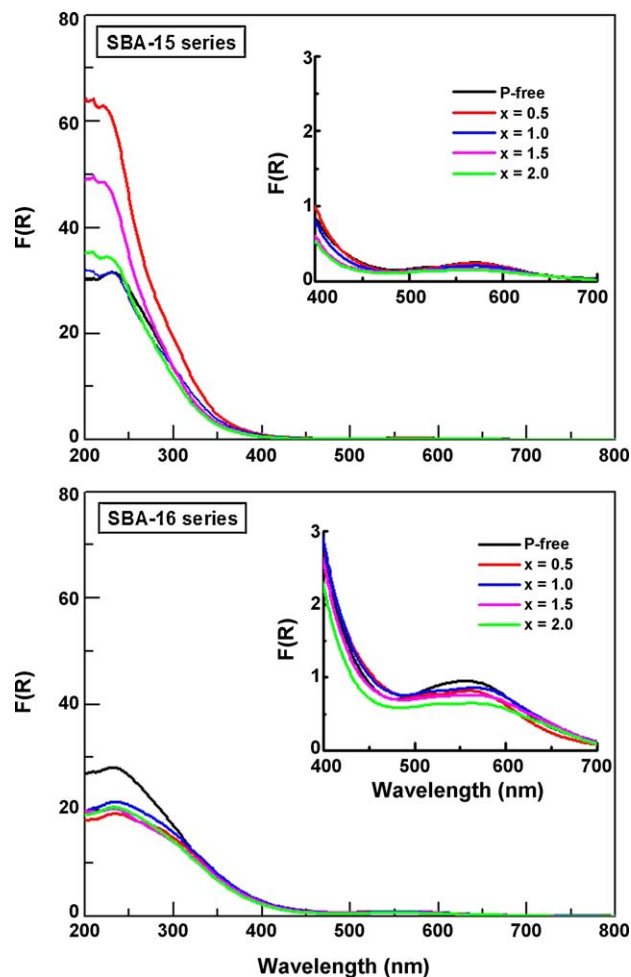 SBA-15 series
F(R)
80
60
40
20
0
200 300 400 500 600 700 800
F(R)
3
2
1
0
400 500 600 700
P-free
x = 0.5
x = 1.0
x = 1.5
x = 2.0
SBA-16 series
F(R)
80
60
40
20
0
200 300 400 500 600 700 800
Wavelength (nm)
F(R)
3
2
1
0
400 500 600 700
Wavelength (nm)
P-free
x = 0.5
x = 1.0
x = 1.5
x = 2.0